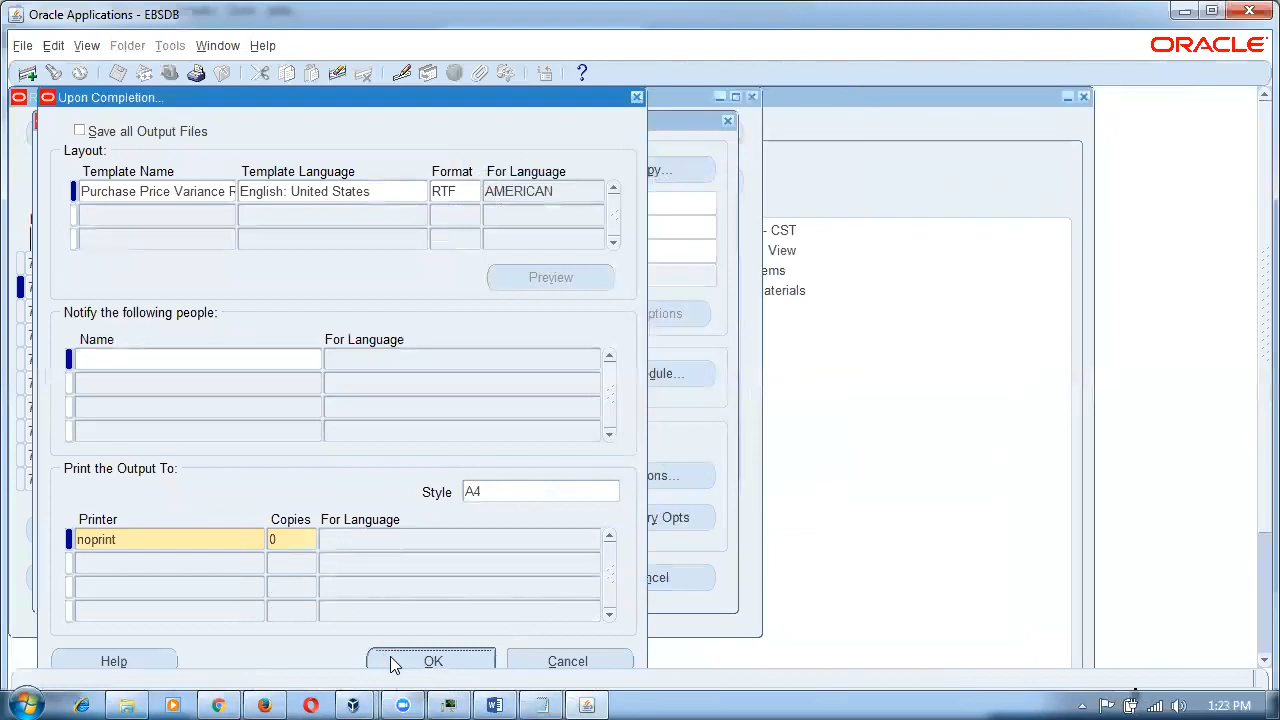 Oracle Applications - EBSDB
File Edit View Folder Tools Window Help
ORACLE
Upon Completion...
Save all Output Files
Layout:
Template Name Template Language Format For Language
Purchase Price Variance R English: United States RTF AMERICAN
Preview
Notify the following people:
Name For Language
Print the Output To:
Style A4
Printer Copies For Language
noprint 0
Help OK Cancel
py...
ptions
edule...
ons...
ry Opts
ncel
- CST
View
ems
aterials
1:23 PM